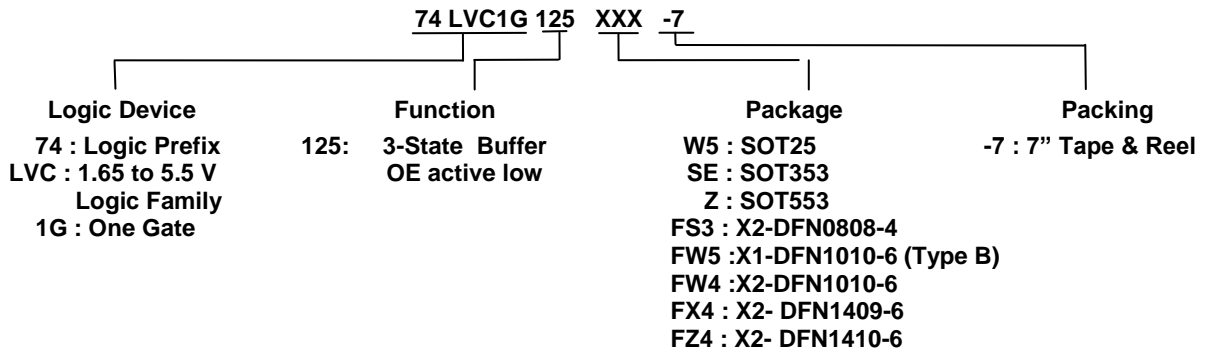 74 LVC1G 125 XXX -7
Logic Device Function Package Packing
74 : Logic Prefix 125: 3-State Buffer W5 : SOT25 -7 : 7” Tape & Reel
LVC : 1.65 to 5.5 V OE active low SE : SOT353
Logic Family Z : SOT553
1G : One Gate FS3 : X2-DFN0808-4
FW5 :X1-DFN1010-6 (Type B)
FW4 :X2-DFN1010-6
FX4 : X2- DFN1409-6
FZ4 : X2- DFN1410-6